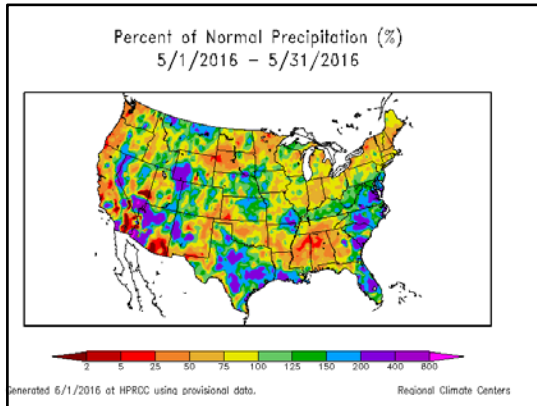 Percent of Normal Precipitation (%)
5/1/2016 – 5/31/2016
2 5 25 50 75 100 125 150 200 400 800
Generated 6/1/2016 at HPRCC using provisional data. Regional Climate Centers